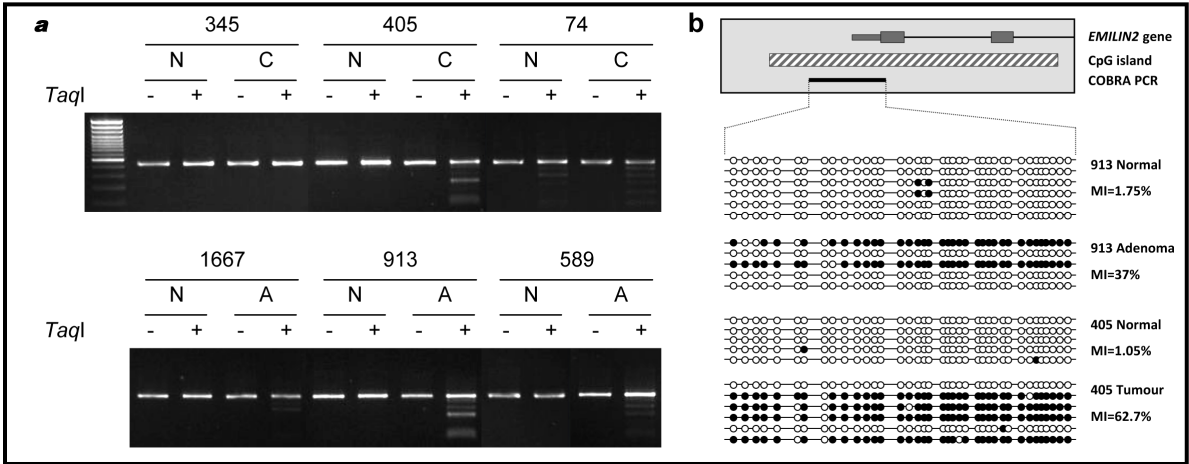 a
345 405 74
N C N C N C
TaqI - + - + - + - + - + - +
1667 913 589
N A N A N A
TaqI - + - + - + - + - + - +
b
EMILIN2 gene
CpG island
COBRA PCR
913 Normal
MI=1.75%
913 Adenoma
MI=37%
405 Normal
MI=1.05%
405 Tumour
MI=62.7%